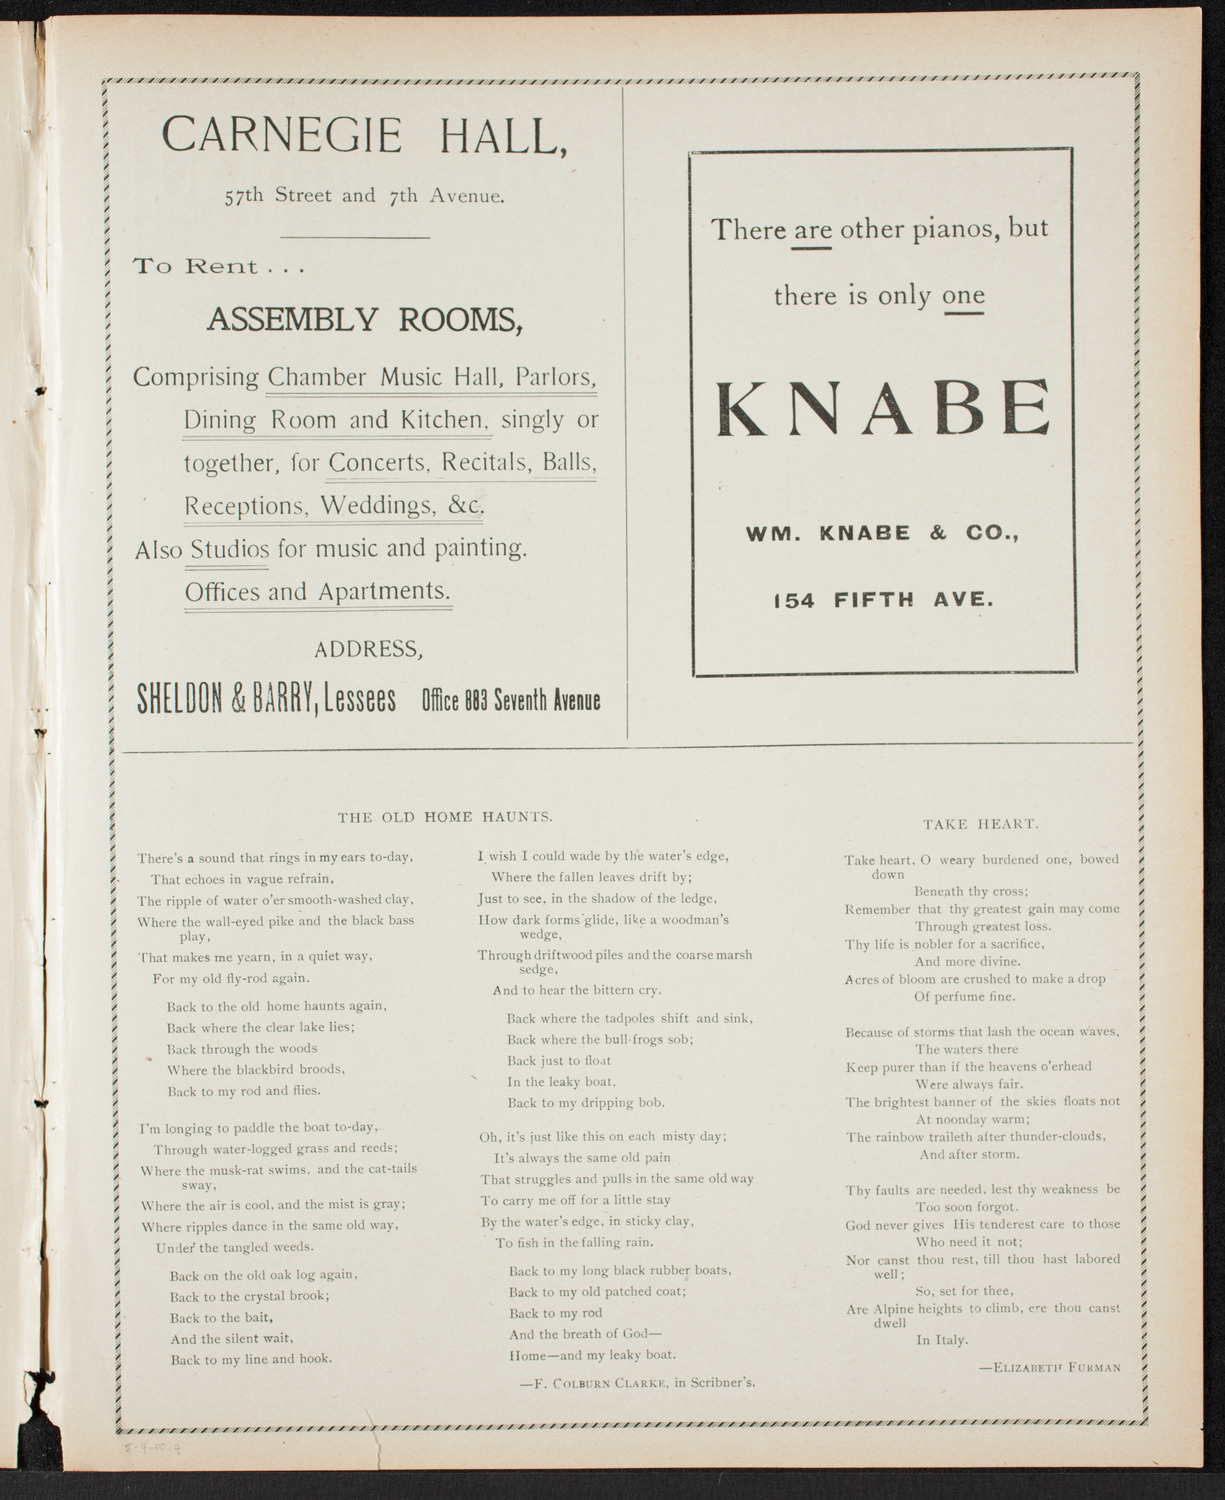 CARNEGIE HALL,
57th Street and 7th Avenue.
To Rent . . .
ASSEMBLY ROOMS,
Comprising Chamber Music Hall, Parlors,
Dining Room and Kitchen, singly or
together, for Concerts, Recitals, Balls,
Receptions, Weddings, &c.
Also Studios for music and painting.
Offices and Apartments.
ADDRESS,
SHELDON & BARRY, Lessees Office 883 Seventh Avenue
There are other pianos, but
there is only one
KNABE
WM. KNABE & CO.,
154 FIFTH AVE.
THE OLD HOME HAUNTS.
There's a sound that rings in my ears to-day,
That echoes in vague refrain,
The ripple of water o'er smooth-washed clay,
Where the wall-eyed pike and the black bass
play,
That makes me yearn, in a quiet way,
For my old fly-rod again.
Back to the old home haunts again,
Back where the clear lake lies;
Back through the woods
Where the blackbird broods,
Back to my rod and flies.
I'm longing to paddle the boat to-day,
Through water-logged grass and reeds;
Where the musk-rat swims, and the cat-tails
sway,
Where the air is cool, and the mist is gray;
Where ripples dance in the same old way,
Under the tangled weeds.
Back on the old oak log again,
Back to the crystal brook;
Back to the bait,
And the silent wait,
Back to my line and hook.
I wish I could wade by the water's edge,
Where the fallen leaves drift by;
Just to see, in the shadow of the ledge,
How dark forms glide, like a woodman's
wedge,
Through driftwood piles and the coarse marsh
sedge,
And to hear the bittern cry.
Back where the tadpoles shift and sink,
Back where the bull-frogs sob;
Back just to float
In the leaky boat,
Back to my dripping bob.
Oh, it's just like this on each misty day;
It's always the same old pain
That struggles and pulls in the same old way
To carry me off for a little stay
By the water's edge, in sticky clay,
To fish in the falling rain.
Back to my long black rubber boats,
Back to my old patched coat;
Back to my rod
And the breath of God—
Home—and my leaky boat.
—F. COLBURN CLARKE, in Scribner's.
TAKE HEART.
Take heart, O weary burdened one, bowed
down
Beneath thy cross;
Remember that thy greatest gain may come
Through greatest loss.
Thy life is nobler for a sacrifice,
And more divine.
Acres of bloom are crushed to make a drop
Of perfume fine.
Because of storms that lash the ocean waves,
The waters there
Keep purer than if the heavens o'erhead
Were always fair.
The brightest banner of the skies floats not
At noonday warm;
The rainbow traileth after thunder-clouds,
And after storm.
Thy faults are needed, lest thy weakness be
Too soon forgot.
God never gives His tenderest care to those
Who need it not;
Nor canst thou rest, till thou hast labored
well;
So, set for thee,
Are Alpine heights to climb, ere thou canst
dwell
In Italy.
—ELIZABETH FURMAN
5-4-00.4